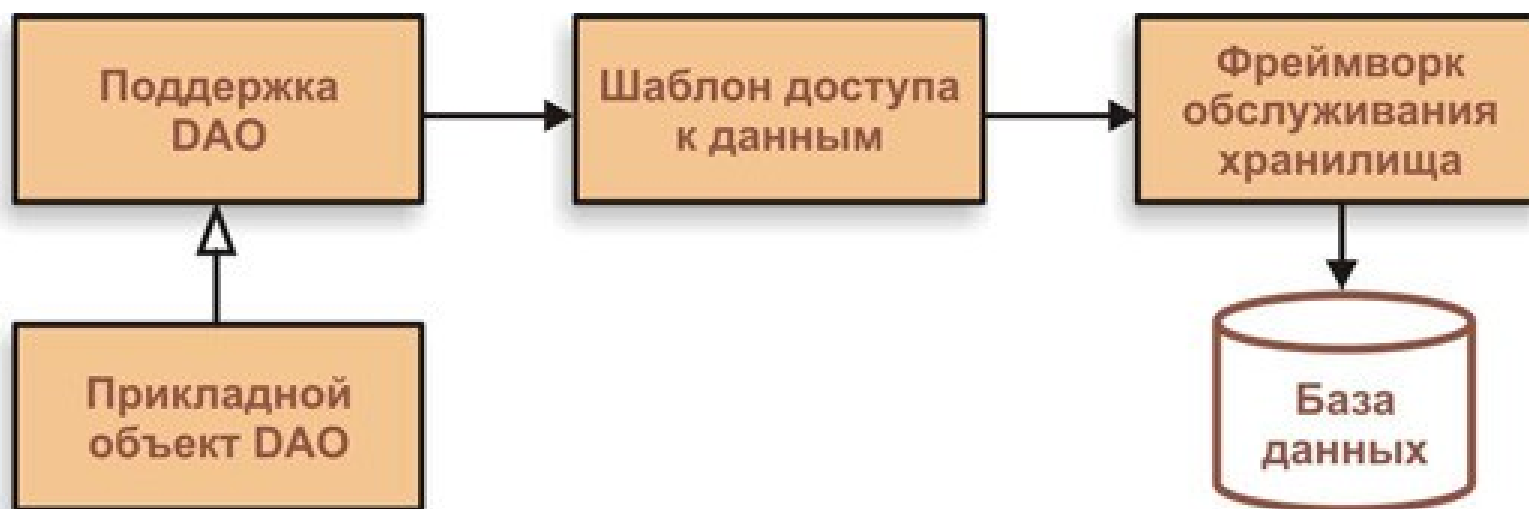 Поддержка
DAO
Шаблон доступа
к данным
Фреймворк
обслуживания
хранилища
Прикладной
объект DAO
База
данных